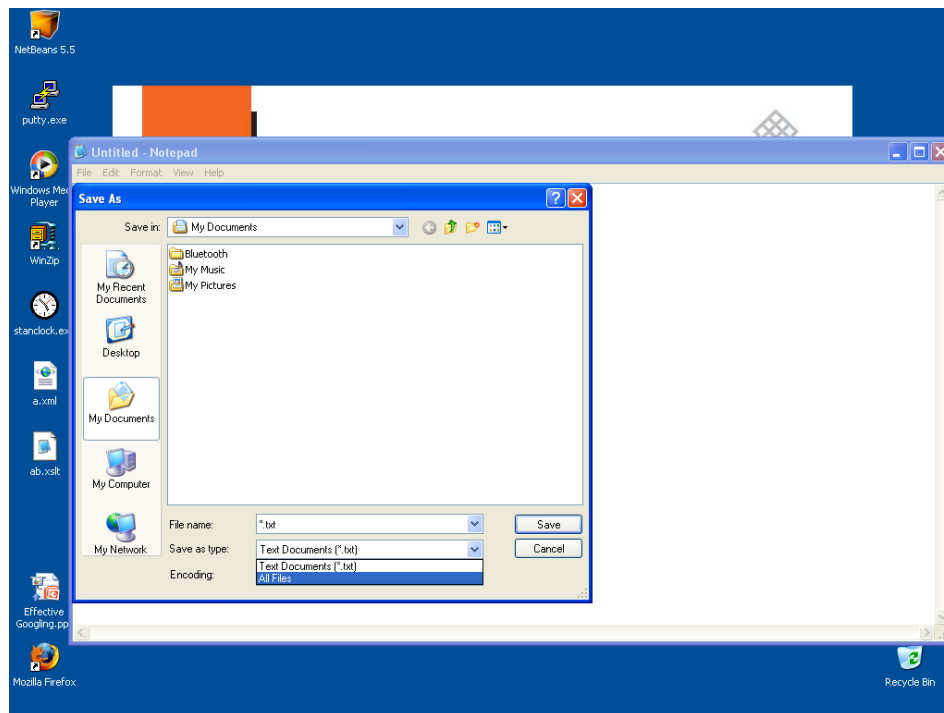 NetBeans 5.5
putty.exe
Untitled - Notepad
File Edit Format View Help
Windows Med
Player
Save As
Save in:
My Documents
WinZip
Bluetooth
My Music
My Pictures
My Recent
Documents
stanclock.ex
Desktop
a.xml
My Documents
ab.xslt
My Computer
File name:
*.txt
Save
My Network
Save as type:
Text Documents (*.txt)
Cancel
Encoding:
Text Documents (*.txt)
All Files
Effective
Googling.pp
Mozilla Firefox
Recycle Bin